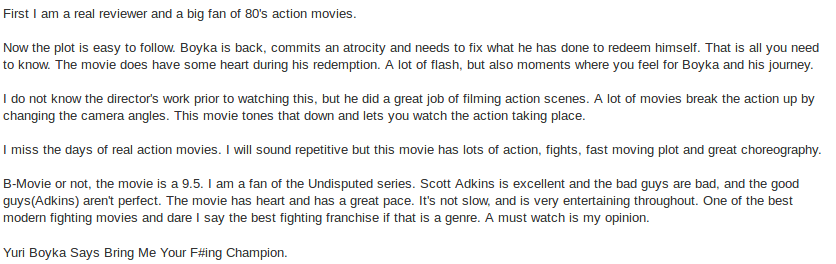 First I am a real reviewer and a big fan of 80's action movies.
Now the plot is easy to follow. Boyka is back, commits an atrocity and needs to fix what he has done to redeem himself. That is all you need
to know. The movie does have some heart during his redemption. A lot of flash, but also moments where you feel for Boyka and his journey.
I do not know the director's work prior to watching this, but he did a great job of filming action scenes. A lot of movies break the action up by
changing the camera angles. This movie tones that down and lets you watch the action taking place.
I miss the days of real action movies. I will sound repetitive but this movie has lots of action, fights, fast moving plot and great choreography.
B-Movie or not, the movie is a 9.5. I am a fan of the Undisputed series. Scott Adkins is excellent and the bad guys are bad, and the good
guys(Adkins) aren't perfect. The movie has heart and has a great pace. It's not slow, and is very entertaining throughout. One of the best
modern fighting movies and dare I say the best fighting franchise if that is a genre. A must watch is my opinion.
Yuri Boyka Says Bring Me Your F#ing Champion.